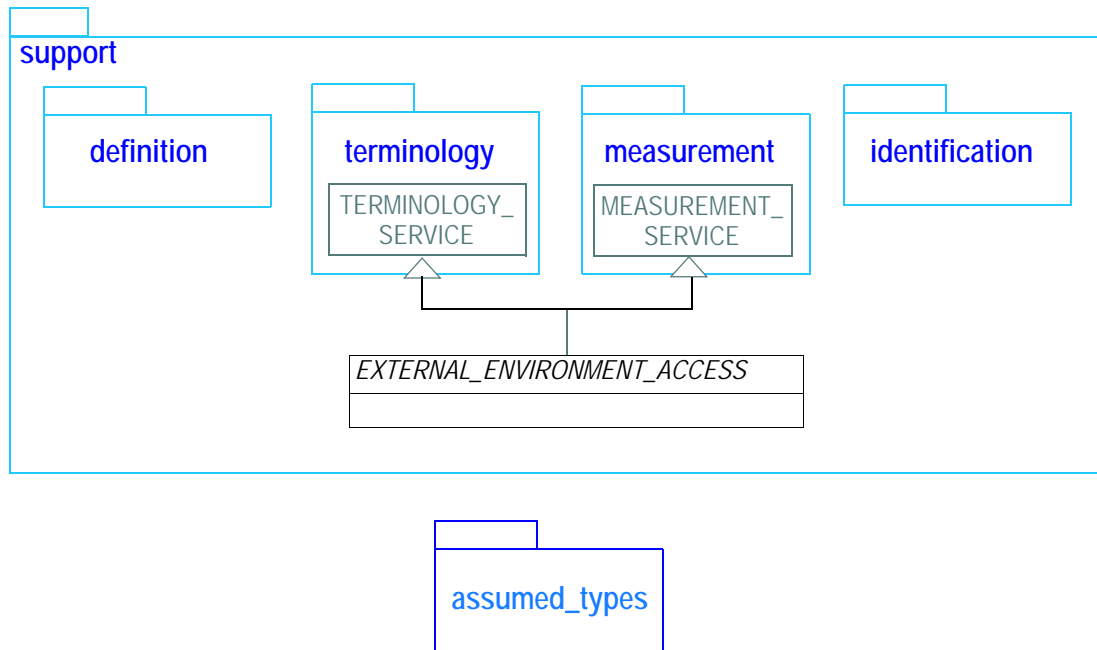 support
definition
terminology
measurement
identification
TERMINOLOGY_
SERVICE
MEASUREMENT_
SERVICE
EXTERNAL_ENVIRONMENT_ACCESS
assumed_types